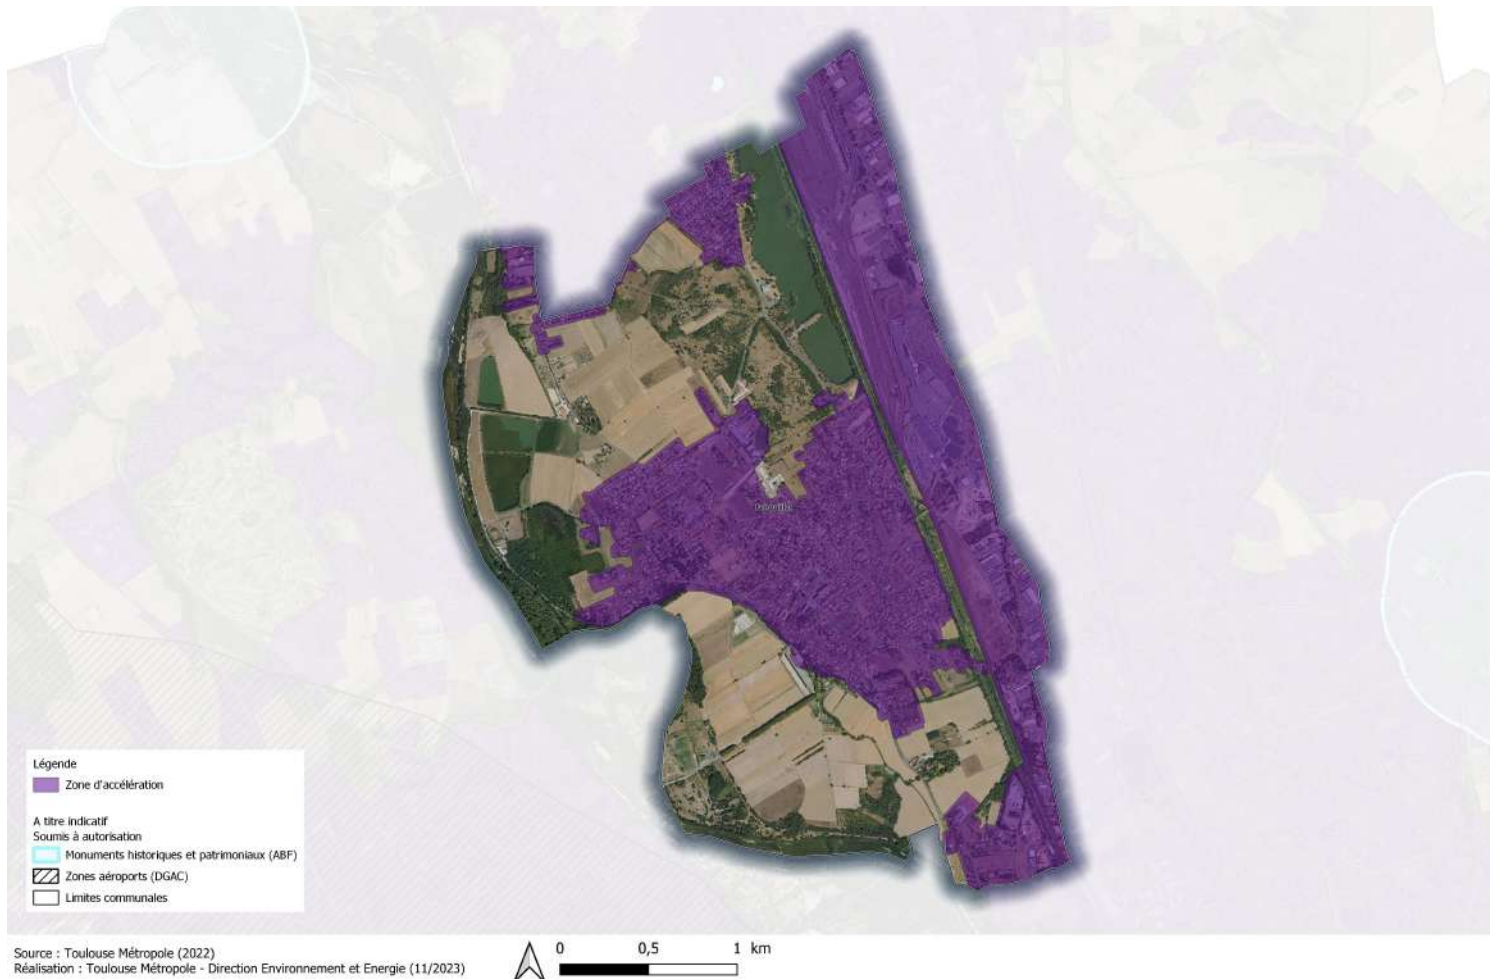 Légende
Zone d'accélération
A titre indicatif
Soumis à autorisation
Monuments historiques et patrimoniaux (ABF)
Zones aéroports (DGAC)
Limites communales
Source : Toulouse Métropole (2022)
Réalisation : Toulouse Métropole - Direction Environnement et Energie (11/2023)
0 0,5 1 km